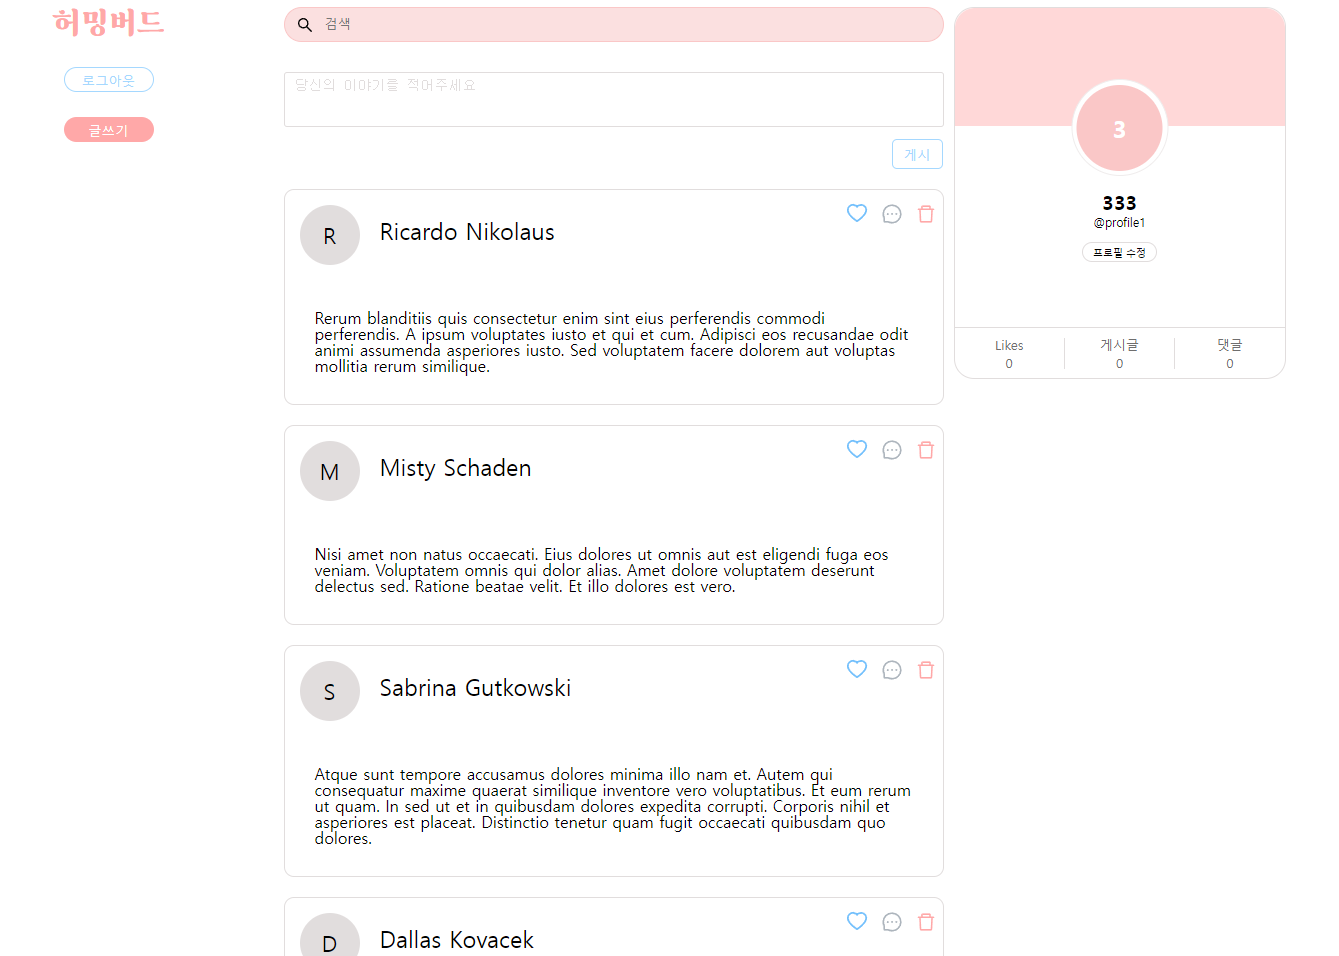 허밍버드
로그아웃
글쓰기
검색
당신의 이야기를 적어주세요
게시
R
Ricardo Nikolaus
Rerum blanditiis quis consectetur enim sint eius perferendis commodi
perferendis. A ipsum voluptates iusto et qui et cum. Adipisci eos recusandae odit
animi assumenda asperiores iusto. Sed voluptatem facere dolorem aut voluptas
mollitia rerum similique.
M
Misty Schaden
Nisi amet non natus occaecati. Eius dolores ut omnis aut est eligendi fuga eos
veniam. Voluptatem omnis qui dolor alias. Amet dolore voluptatem deserunt
delectus sed. Ratione beatae velit. Et illo dolores est vero.
S
Sabrina Gutkowski
Atque sunt tempore accusamus dolores minima illo nam et. Autem qui
consequatur maxime quaerat similique inventore vero voluptatibus. Et eum rerum
ut quam. In sed ut et in quibusdam dolores expedita corrupti. Corporis nihil et
asperiores est placeat. Distinctio tenetur quam fugit occaecati quibusdam quo
dolores.
D
Dallas Kovacek
3
333
@profile1
프로필 수정
Likes
0
게시글
0
댓글
0